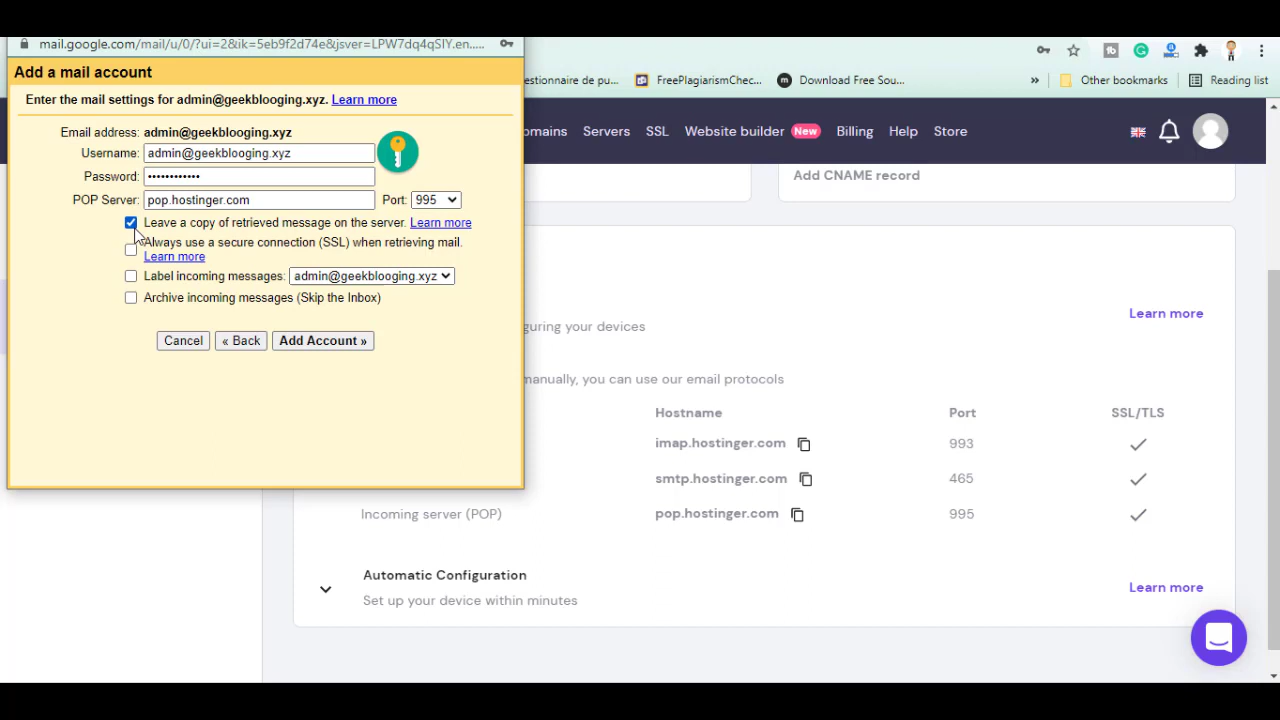 mail.google.com/mail/u/0/?ui=2&ik=5eb9f2d74e&jsver=LPW7dq4qSIY.en.....
Add a mail account
Enter the mail settings for admin@geekblooging.xyz. Learn more
Email address: admin@geekblooging.xyz
Username: admin@geekblooging.xyz
Password: ••••••••••••
POP Server: pop.hostinger.com Port: 995
Leave a copy of retrieved message on the server. Learn more
Always use a secure connection (SSL) when retrieving mail.
Learn more
Label incoming messages: admin@geekblooging.xyz
Archive incoming messages (Skip the Inbox)
Cancel « Back Add Account »
estionnaire de pu... FreePlagiarismChec... Download Free Sou... » Other bookmarks Reading list
omains Servers SSL Website builder New Billing Help Store
Add CNAME record
Learn more
guring your devices
manually, you can use our email protocols
Hostname Port SSL/TLS
imap.hostinger.com 993
smtp.hostinger.com 465
Incoming server (POP) pop.hostinger.com 995
Automatic Configuration
Set up your device within minutes
Learn more